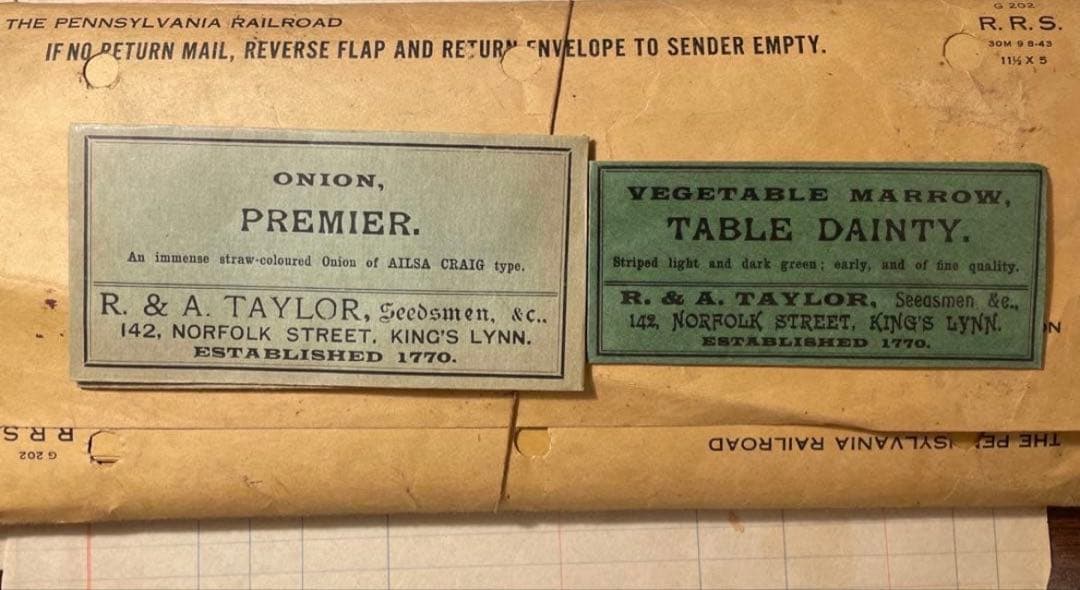 THE PENNSYLVANIA RAILROAD
IF NO RETURN MAIL, REVERSE FLAP AND RETURN ENVELOPE TO SENDER EMPTY.
G 202
R. R. S.
30M 9 8-43
11½ X 5
ONION,
PREMIER.
An immense straw-coloured Onion of AILSA CRAIG type.
R. & A. TAYLOR, Seedsmen, &c..
142, NORFOLK STREET. KING'S LYNN.
ESTABLISHED 1770.
VEGETABLE MARROW,
TABLE DAINTY.
Striped light and dark green; early, and of fine quality.
R. & A. TAYLOR, Seedsmen, &c.,
142, NORFOLK STREET, KING'S LYNN.
ESTABLISHED 1770.
N
R R S
G 202
THE PE SYLVANIA RAILROAD